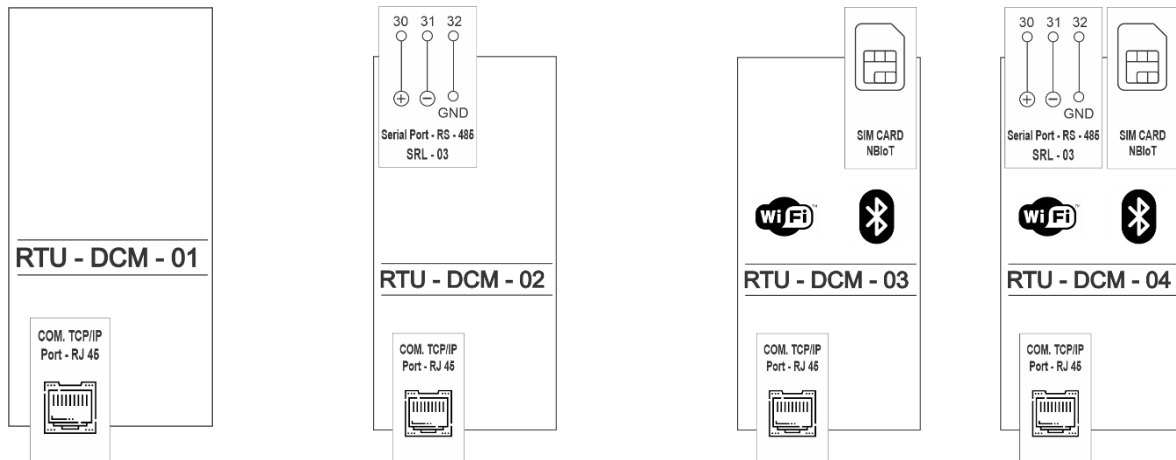 RTU - DCM - 01
COM. TCP/IP
Port - RJ 45
30 31 32
GND
Serial Port - RS - 485
SRL - 03
RTU - DCM - 02
COM. TCP/IP
Port - RJ 45
SIM CARD
NBIoT
Wi Fi™
RTU - DCM - 03
COM. TCP/IP
Port - RJ 45
30 31 32
GND
Serial Port - RS - 485
SRL - 03
SIM CARD
NBIoT
Wi Fi™
RTU - DCM - 04
COM. TCP/IP
Port - RJ 45